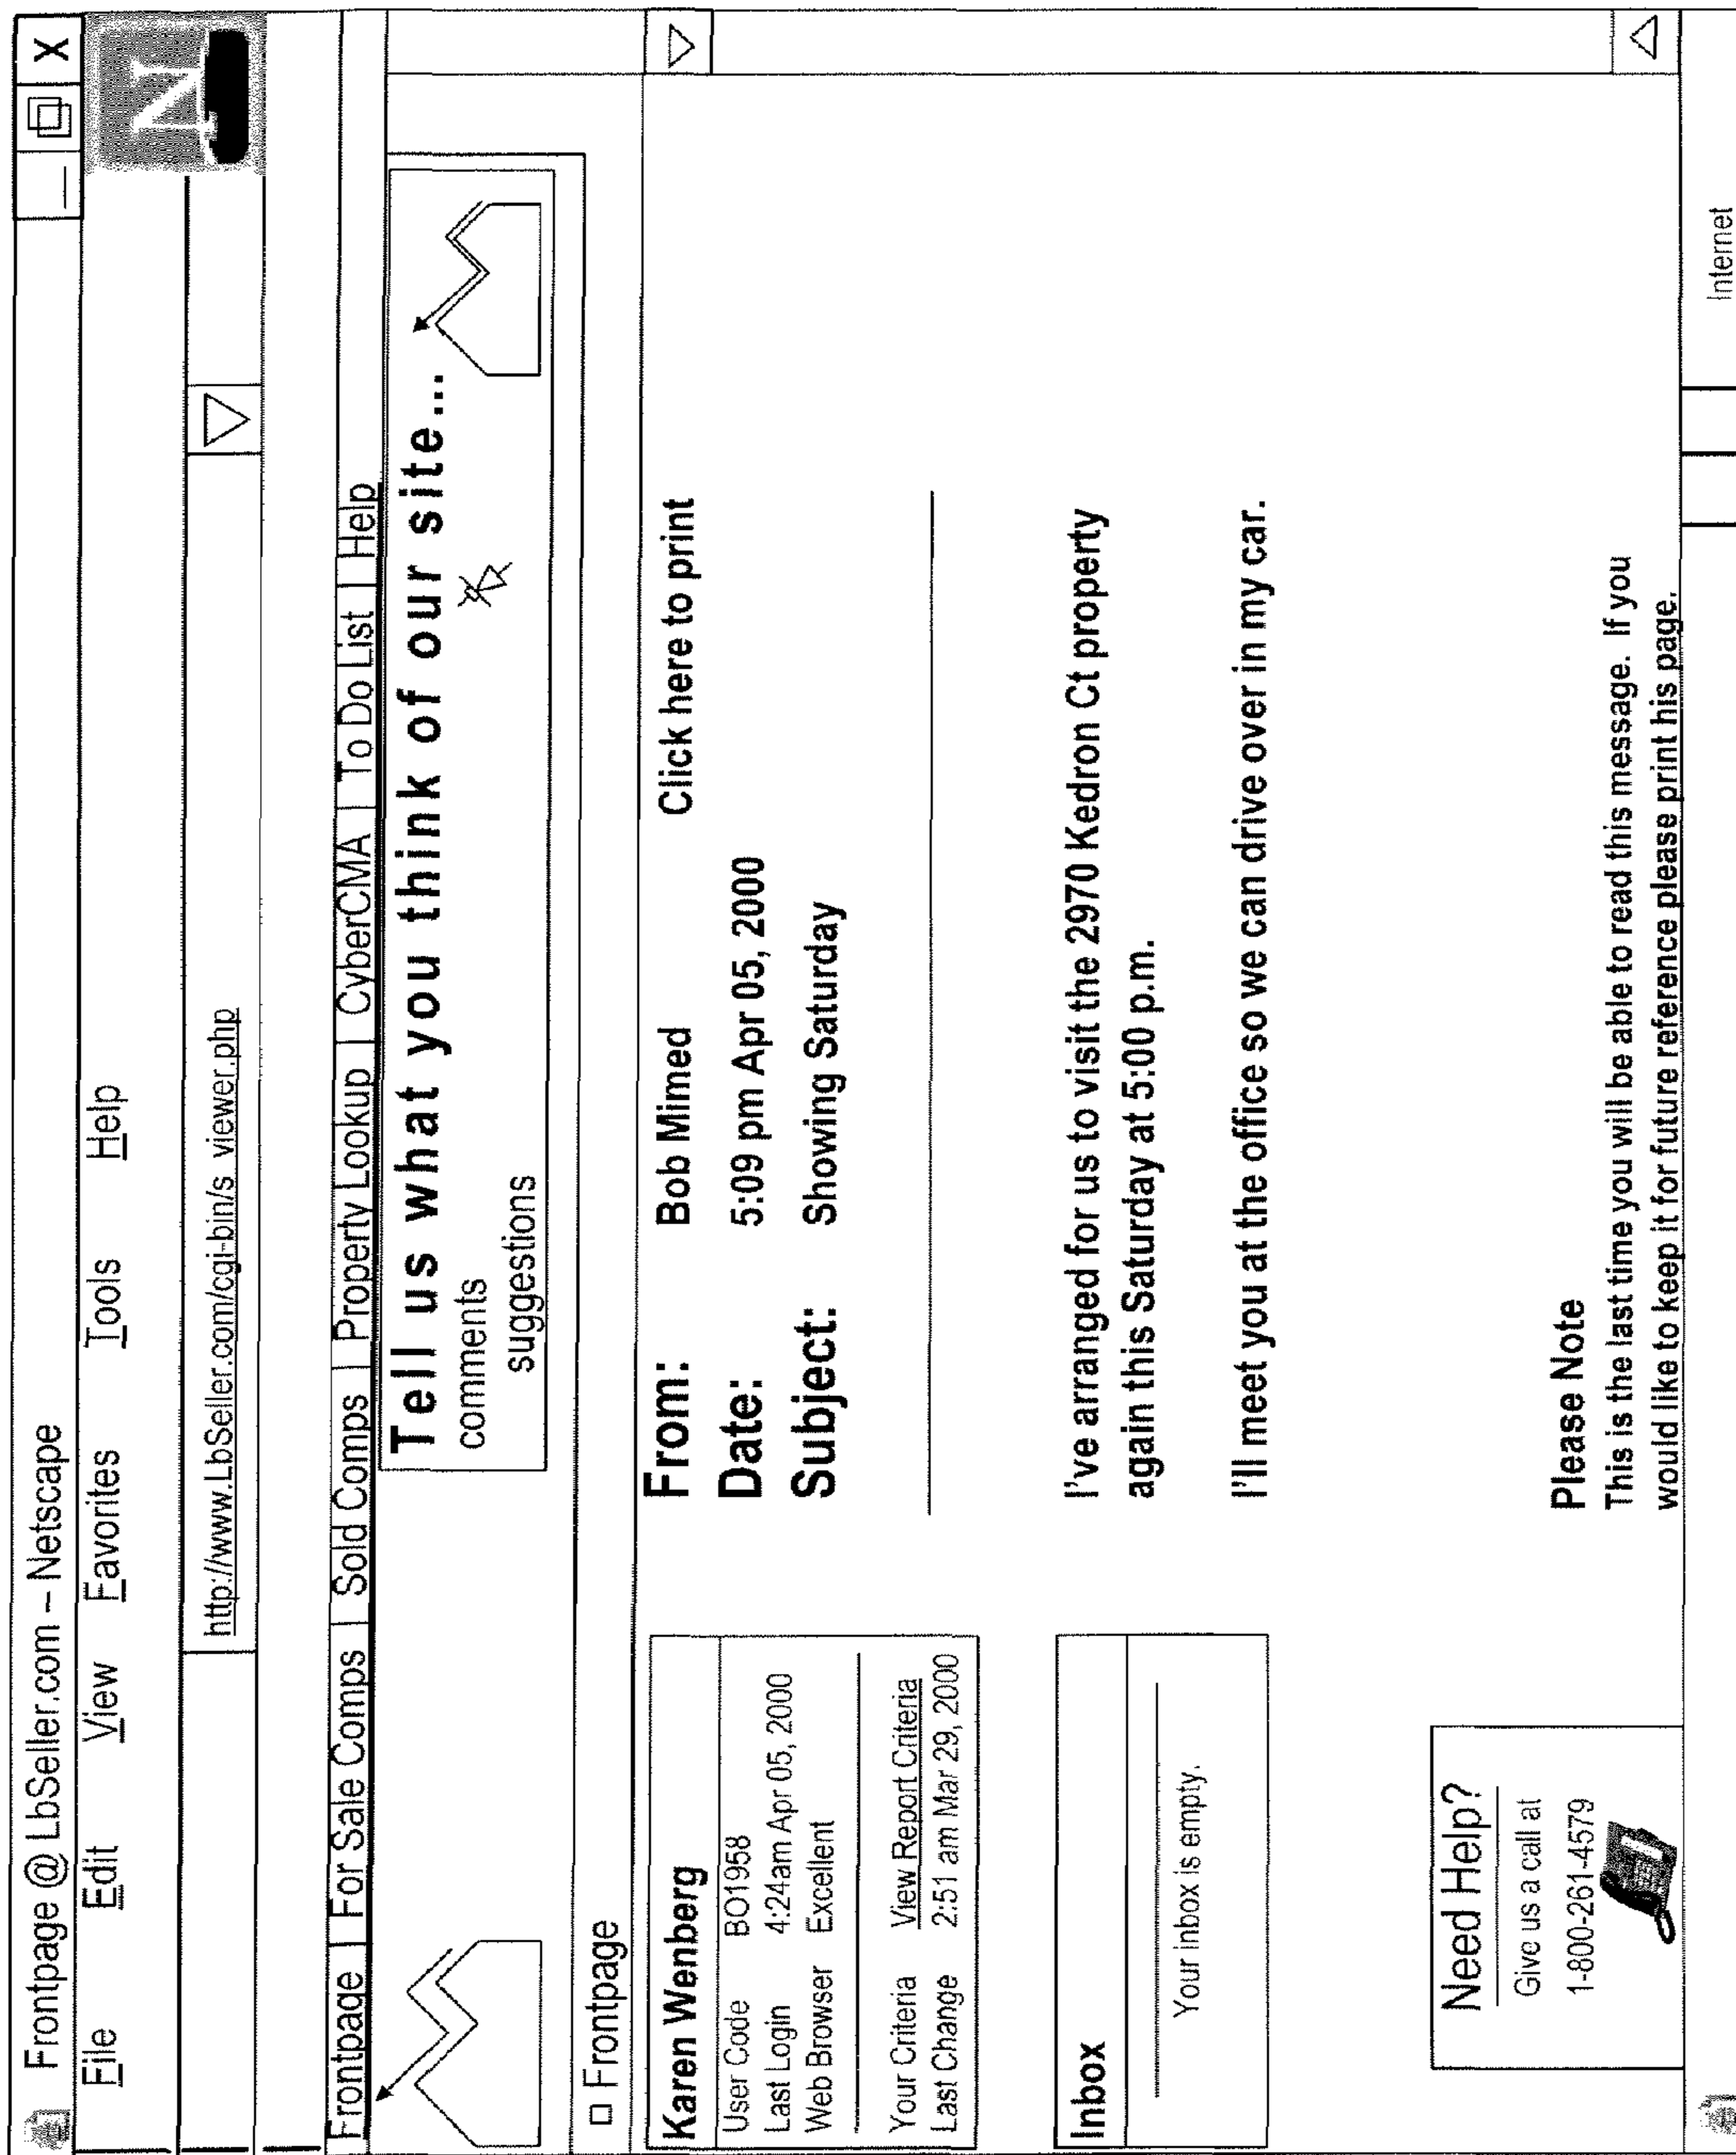 Frontpage @ LbSeller.com – Netscape
_ X
File Edit View Favorites Tools Help
N
http://www.LbSeller.com/cgi-bin/s viewer.php
Frontpage | For Sale Comps | Sold Comps | Property Lookup | CyberCMA | To Do List | Help
Tell us what you think of our site...
comments
suggestions
Frontpage
Karen Wenberg
User Code BO1958
Last Login 4:24am Apr 05, 2000
Web Browser Excellent
Your Criteria View Report Criteria
Last Change 2:51 am Mar 29, 2000
Inbox
Your inbox is empty.
Need Help?
Give us a call at
1-800-261-4579
From: Bob Mimed Click here to print
Date: 5:09 pm Apr 05, 2000
Subject: Showing Saturday
I've arranged for us to visit the 2970 Kedron Ct property
again this Saturday at 5:00 p.m.
I'll meet you at the office so we can drive over in my car.
Please Note
This is the last time you will be able to read this message. If you
would like to keep it for future reference please print his page.
Internet